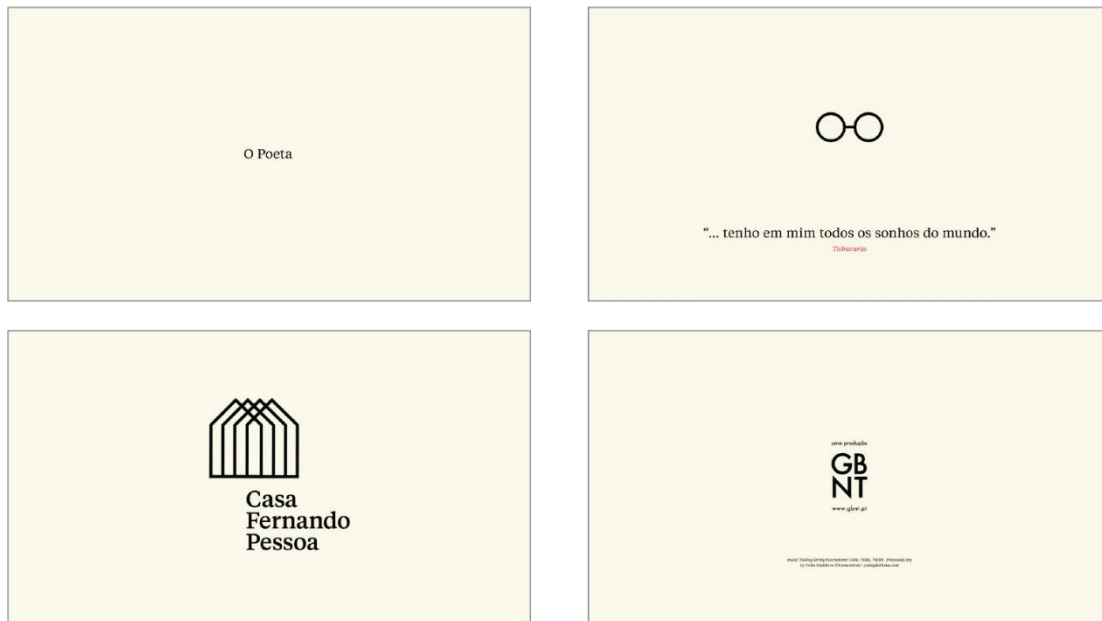 O Poeta
“... tenho em mim todos os sonhos do mundo.”
Tabacaria
Casa
Fernando
Pessoa
uma produção
GB
NT
www.gbnt.pt